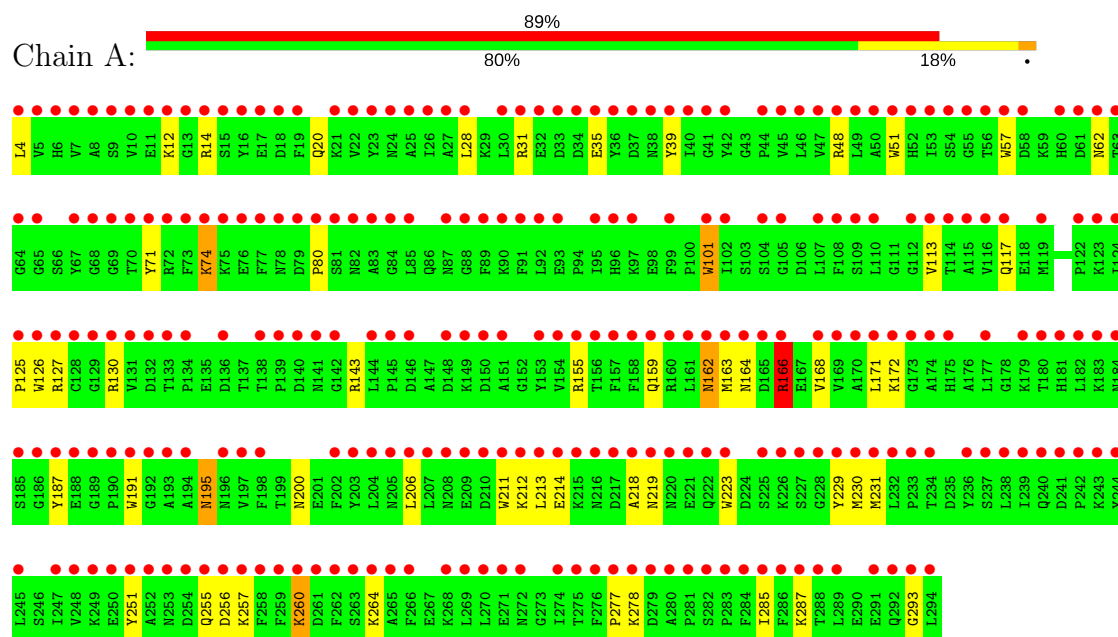 89%
Chain A:
80% 18% •
L4 V5 H6 V7 A8 S9 V10 E11 K12 G13 R14 S15 Y16 E17 D18 F19 Q20 K21 V22 Y23 N24 A25 I26 A27 L28 K29 L30 R31 E32 D33 D34 E35 Y36 D37 N38 Y39 I40 G41 Y42 G43 P44 V45 L46 V47 R48 L49 A50 W51 H52 I53 S54 G55 T56 W57 D58 K59 H60 D61 N62
G64 G65 S66 Y67 G68 G69 T70 Y71 R72 F73 K74 K75 E76 F77 N78 D79 P80 S81 N82 A83 G84 L85 Q86 N87 G88 F89 K90 F91 L92 E93 P94 I95 H96 K97 E98 F99 P100 W101 I102 S103 S104 G105 D106 L107 F108 S109 L110 G111 G112 V113 T114 A115 V116 Q117 E118 M119 P122 K123
P125 W126 R127 C128 G129 R130 V131 D132 T133 P134 E135 D136 T137 T138 P139 D140 N141 G142 R143 L144 P145 D146 A147 D148 K149 D150 A151 G152 Y153 V154 R155 T156 F157 F158 Q159 R160 L161 N162 M163 N164 D165 R166 E167 V168 V169 A170 L171 K172 G173 A174 H175 A176 L177 G178 K179 T180 H181 L182 K183
S185 G186 Y187 E188 G189 P190 W191 G192 A193 A194 N195 N196 V197 F198 T199 N200 E201 F202 Y203 L204 N205 L206 L207 N208 E209 D210 W211 K212 L213 E214 K215 N216 D217 A218 N219 N220 E221 Q222 W223 D224 S225 K226 S227 G228 Y229 M230 M231 L232 P233 T234 D235 Y236 S237 L238 I239 Q240 D241 P242 K243
L245 S246 I247 V248 K249 E250 Y251 A252 N253 D254 Q255 D256 K257 F258 F259 K260 D261 F262 S263 K264 A265 F266 E267 K268 L269 L270 E271 N272 G273 I274 T275 F276 P277 K278 D279 A280 P281 S282 P283 F284 I285 F286 K287 T288 L289 E290 E291 Q292 G293 L294